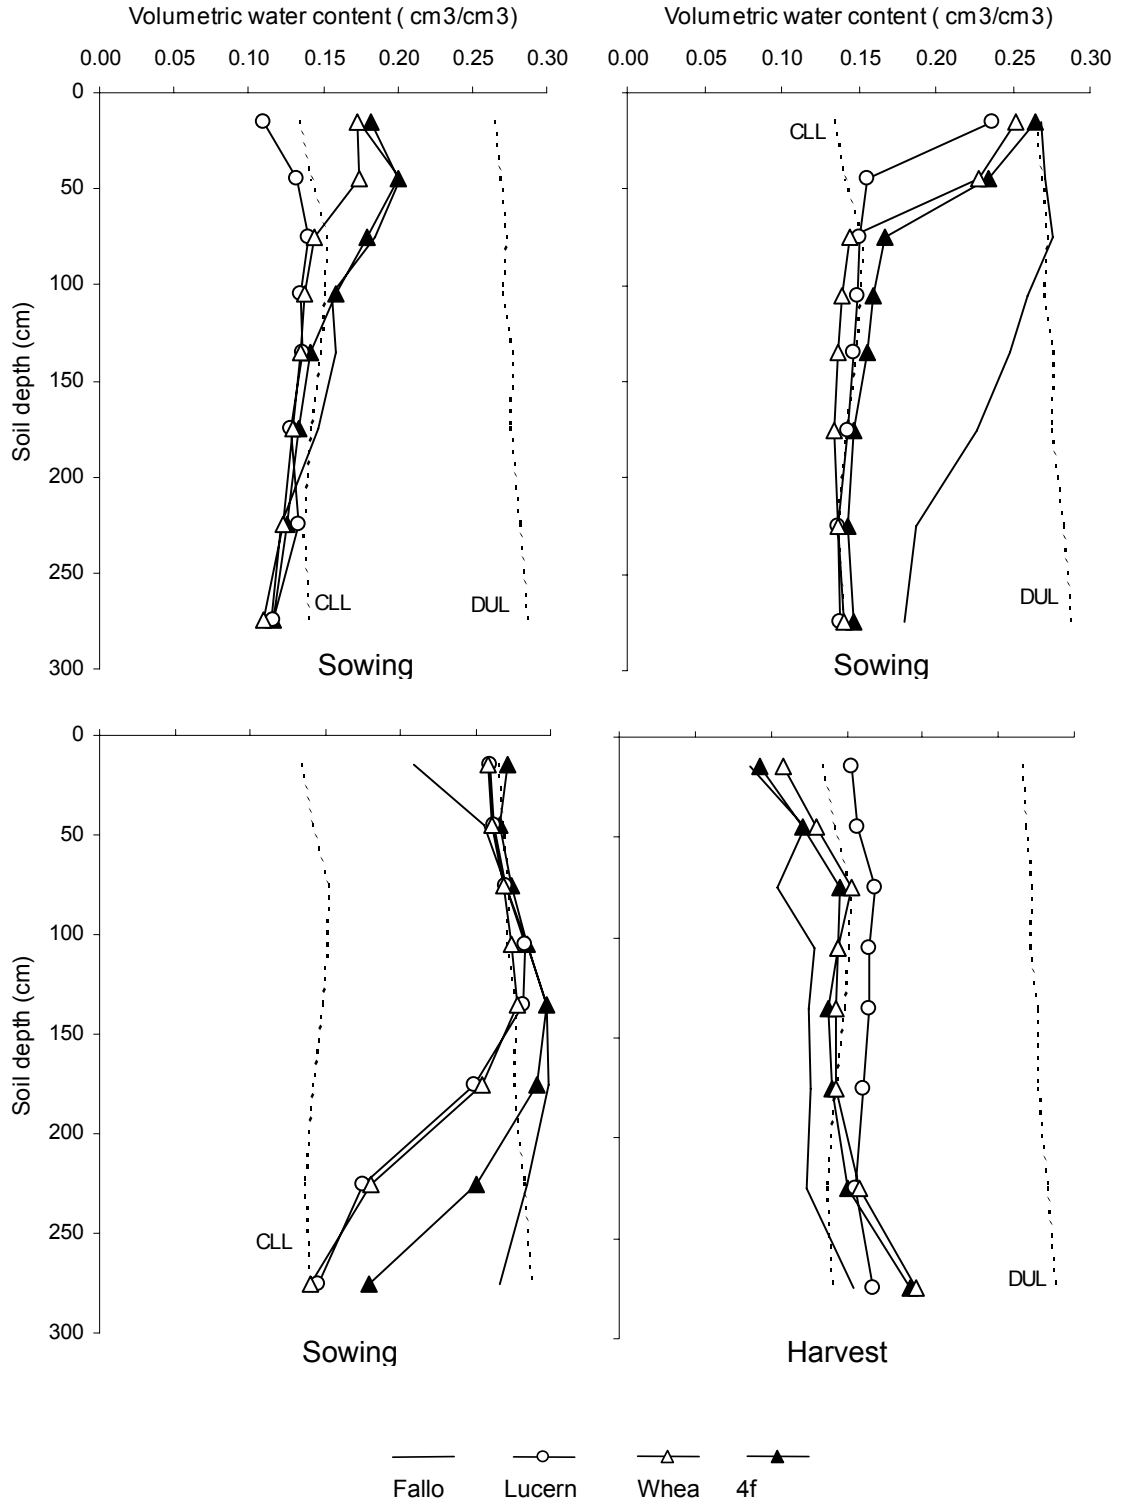 Volumetric water content ( cm3/cm3)
Volumetric water content ( cm3/cm3)
0.00 0.05 0.10 0.15 0.20 0.25 0.30
0.00 0.05 0.10 0.15 0.20 0.25 0.30
0
50
100
150
200
250
300
Soil depth (cm)
CLL
DUL
Sowing
CLL
DUL
Sowing
0
50
100
150
200
250
300
Soil depth (cm)
CLL
Sowing
DUL
Harvest
Fallo
Lucern
Whea
4f